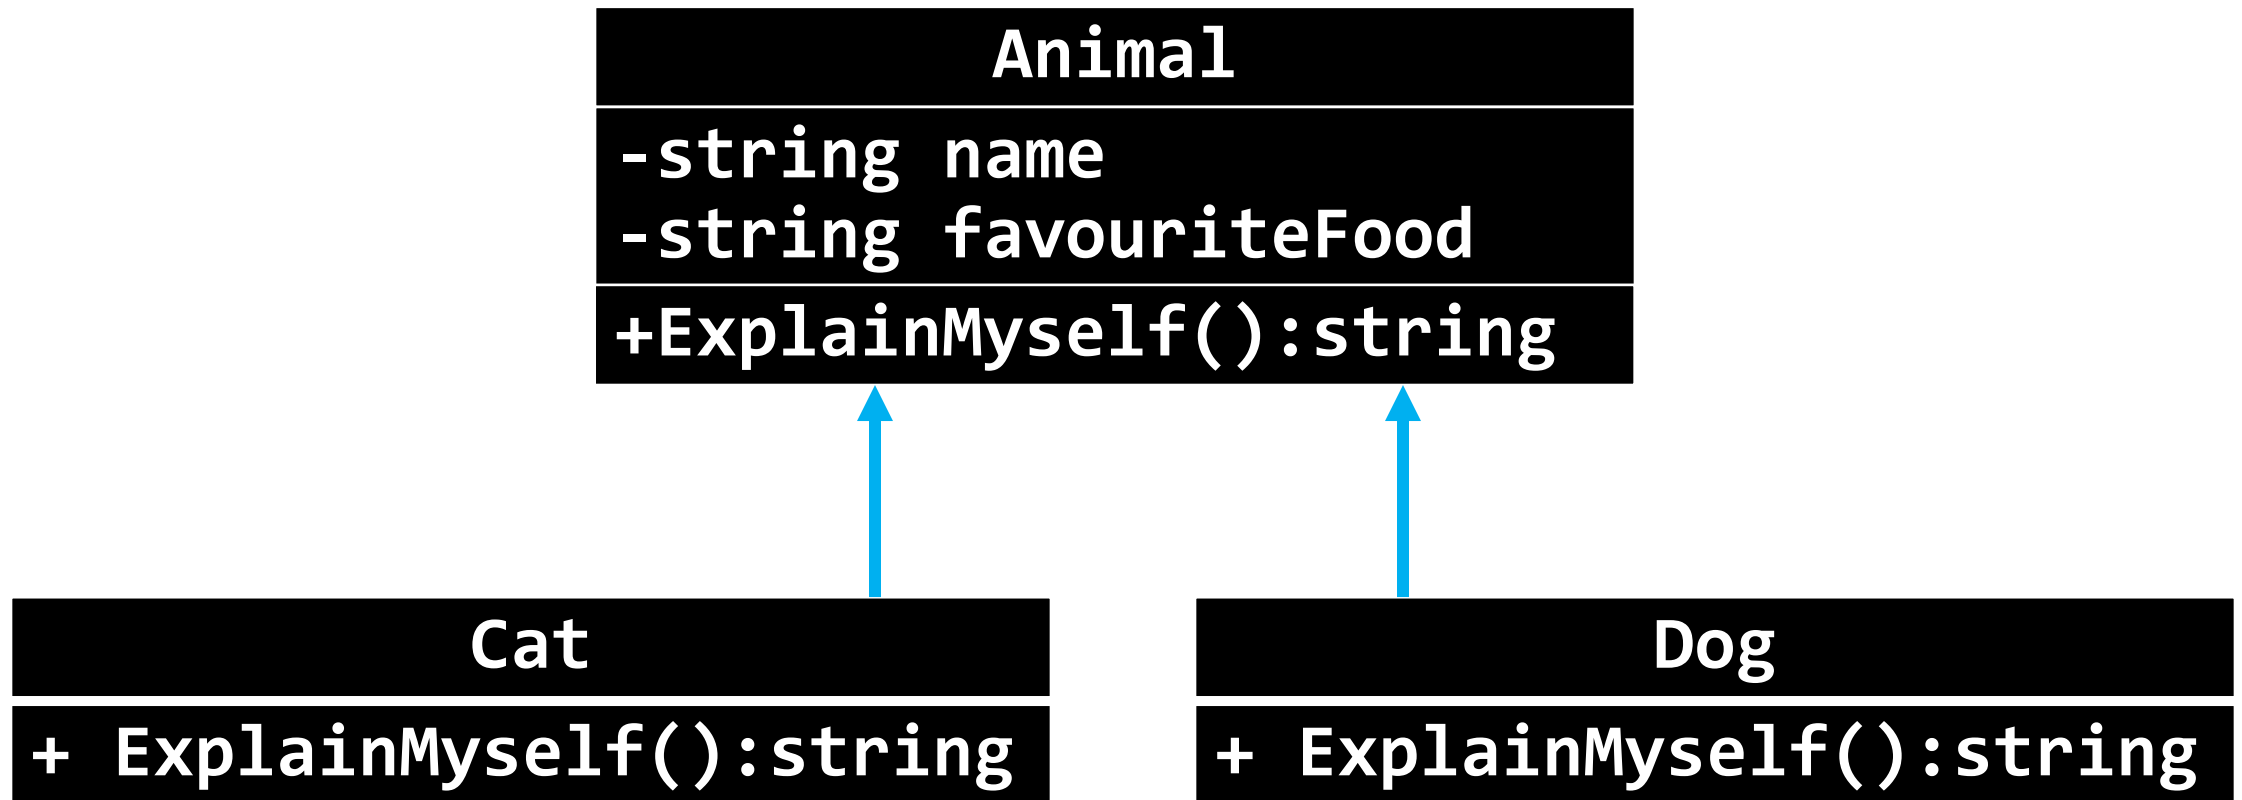 Animal
-string name
-string favouriteFood
+ExplainMyself():string
Cat
+ ExplainMyself():string
Dog
+ ExplainMyself():string